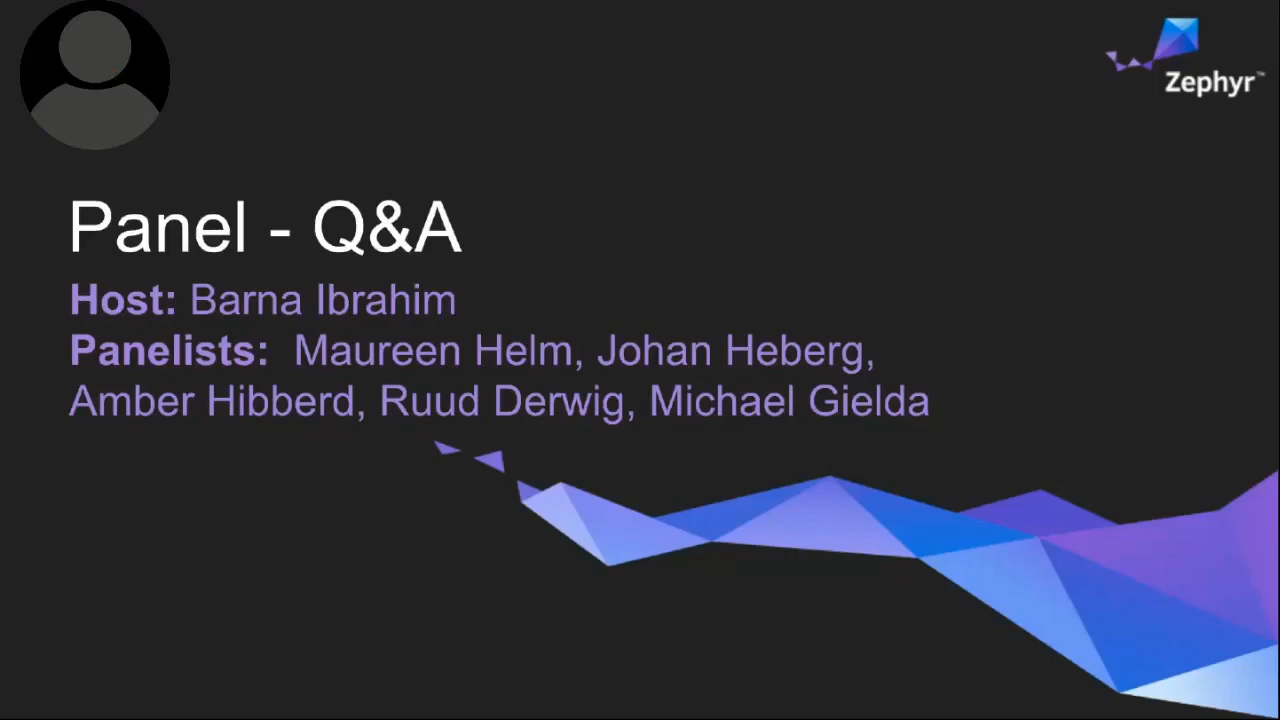 Zephyr™
Panel - Q&A
Host: Barna Ibrahim
Panelists: Maureen Helm, Johan Heberg,
Amber Hibberd, Ruud Derwig, Michael Gielda